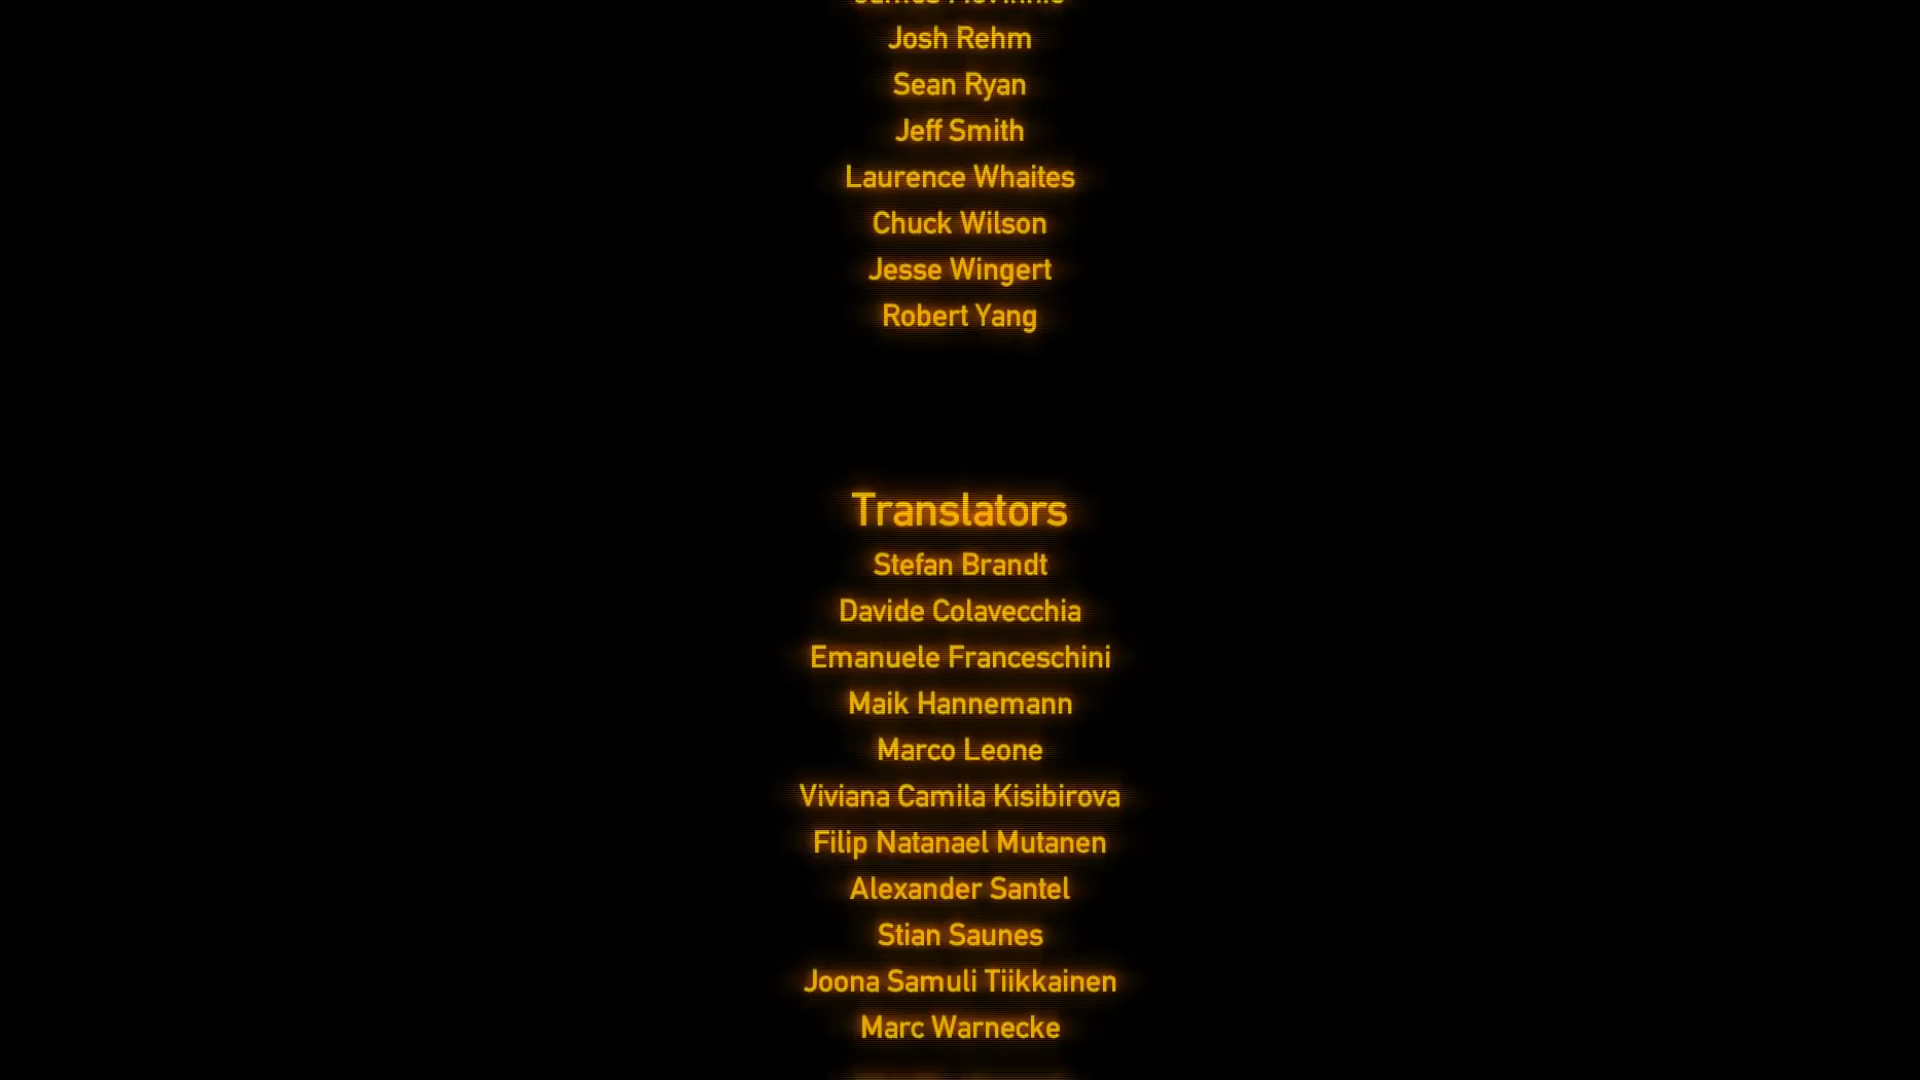 Josh Rehm
Sean Ryan
Jeff Smith
Laurence Whaites
Chuck Wilson
Jesse Wingert
Robert Yang
Translators
Stefan Brandt
Davide Colavecchia
Emanuele Franceschini
Maik Hannemann
Marco Leone
Viviana Camila Kisibirova
Filip Natanael Mutanen
Alexander Santel
Stian Saunes
Joona Samuli Tiikkainen
Marc Warnecke